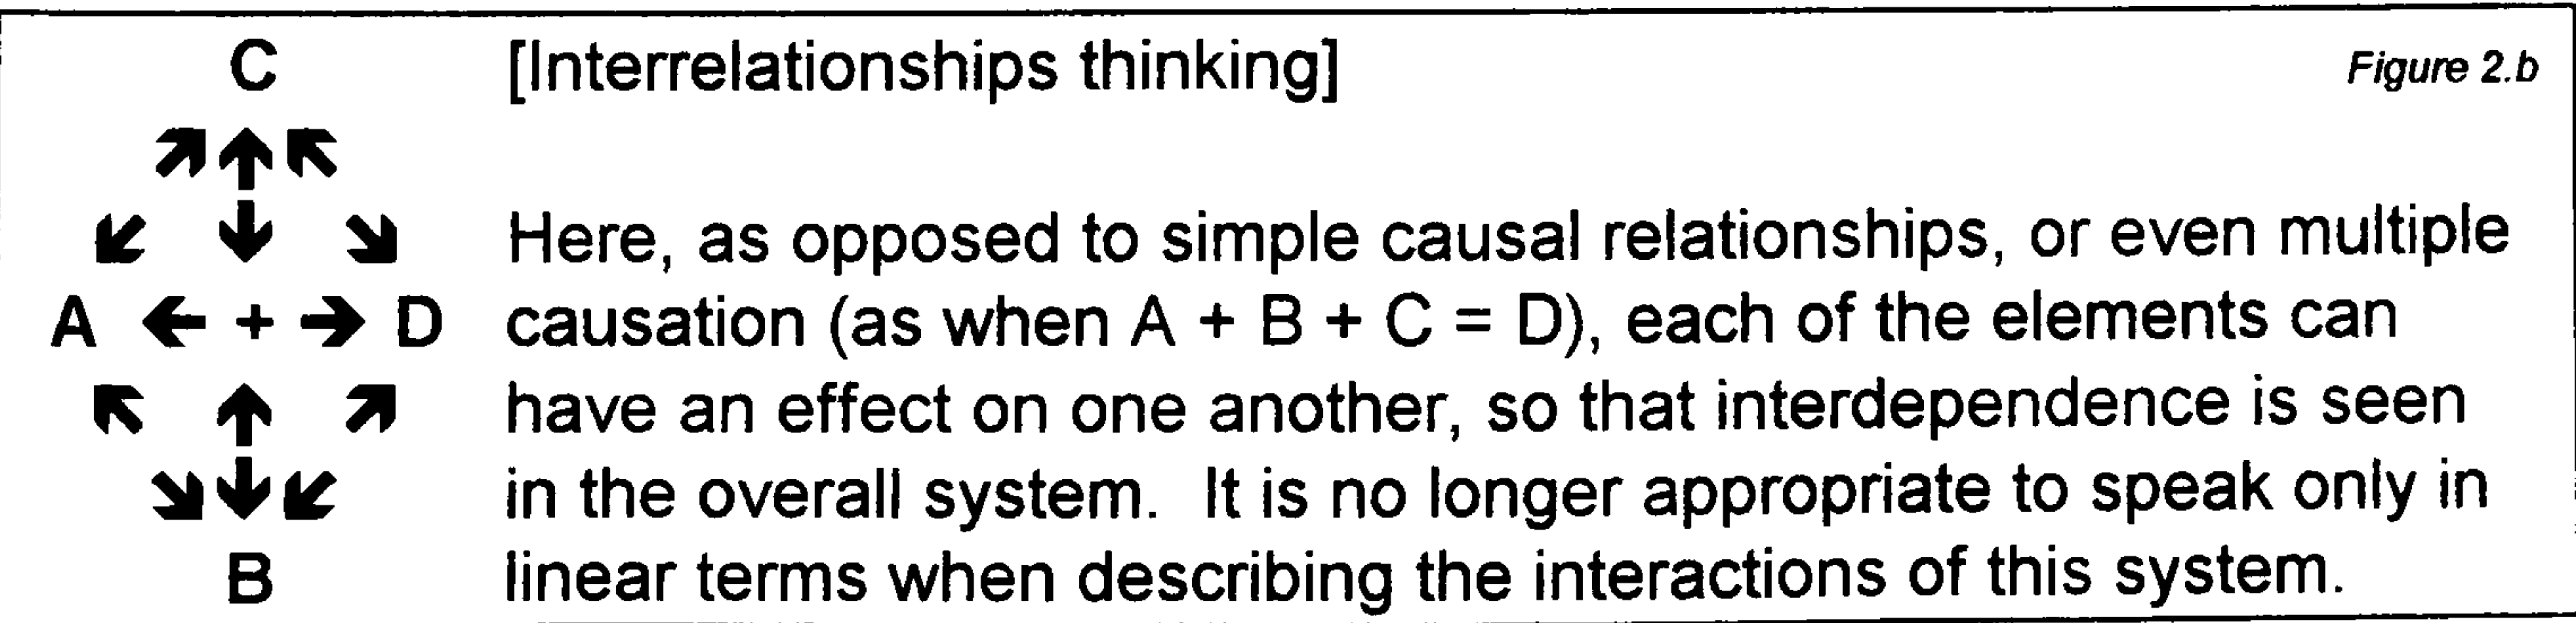 C
[Interrelationships thinking]
Figure 2.b
Here, as opposed to simple causal relationships, or even multiple
A ← + → D
causation (as when A + B + C = D), each of the elements can
have an effect on one another, so that interdependence is seen
in the overall system. It is no longer appropriate to speak only in
B
linear terms when describing the interactions of this system.